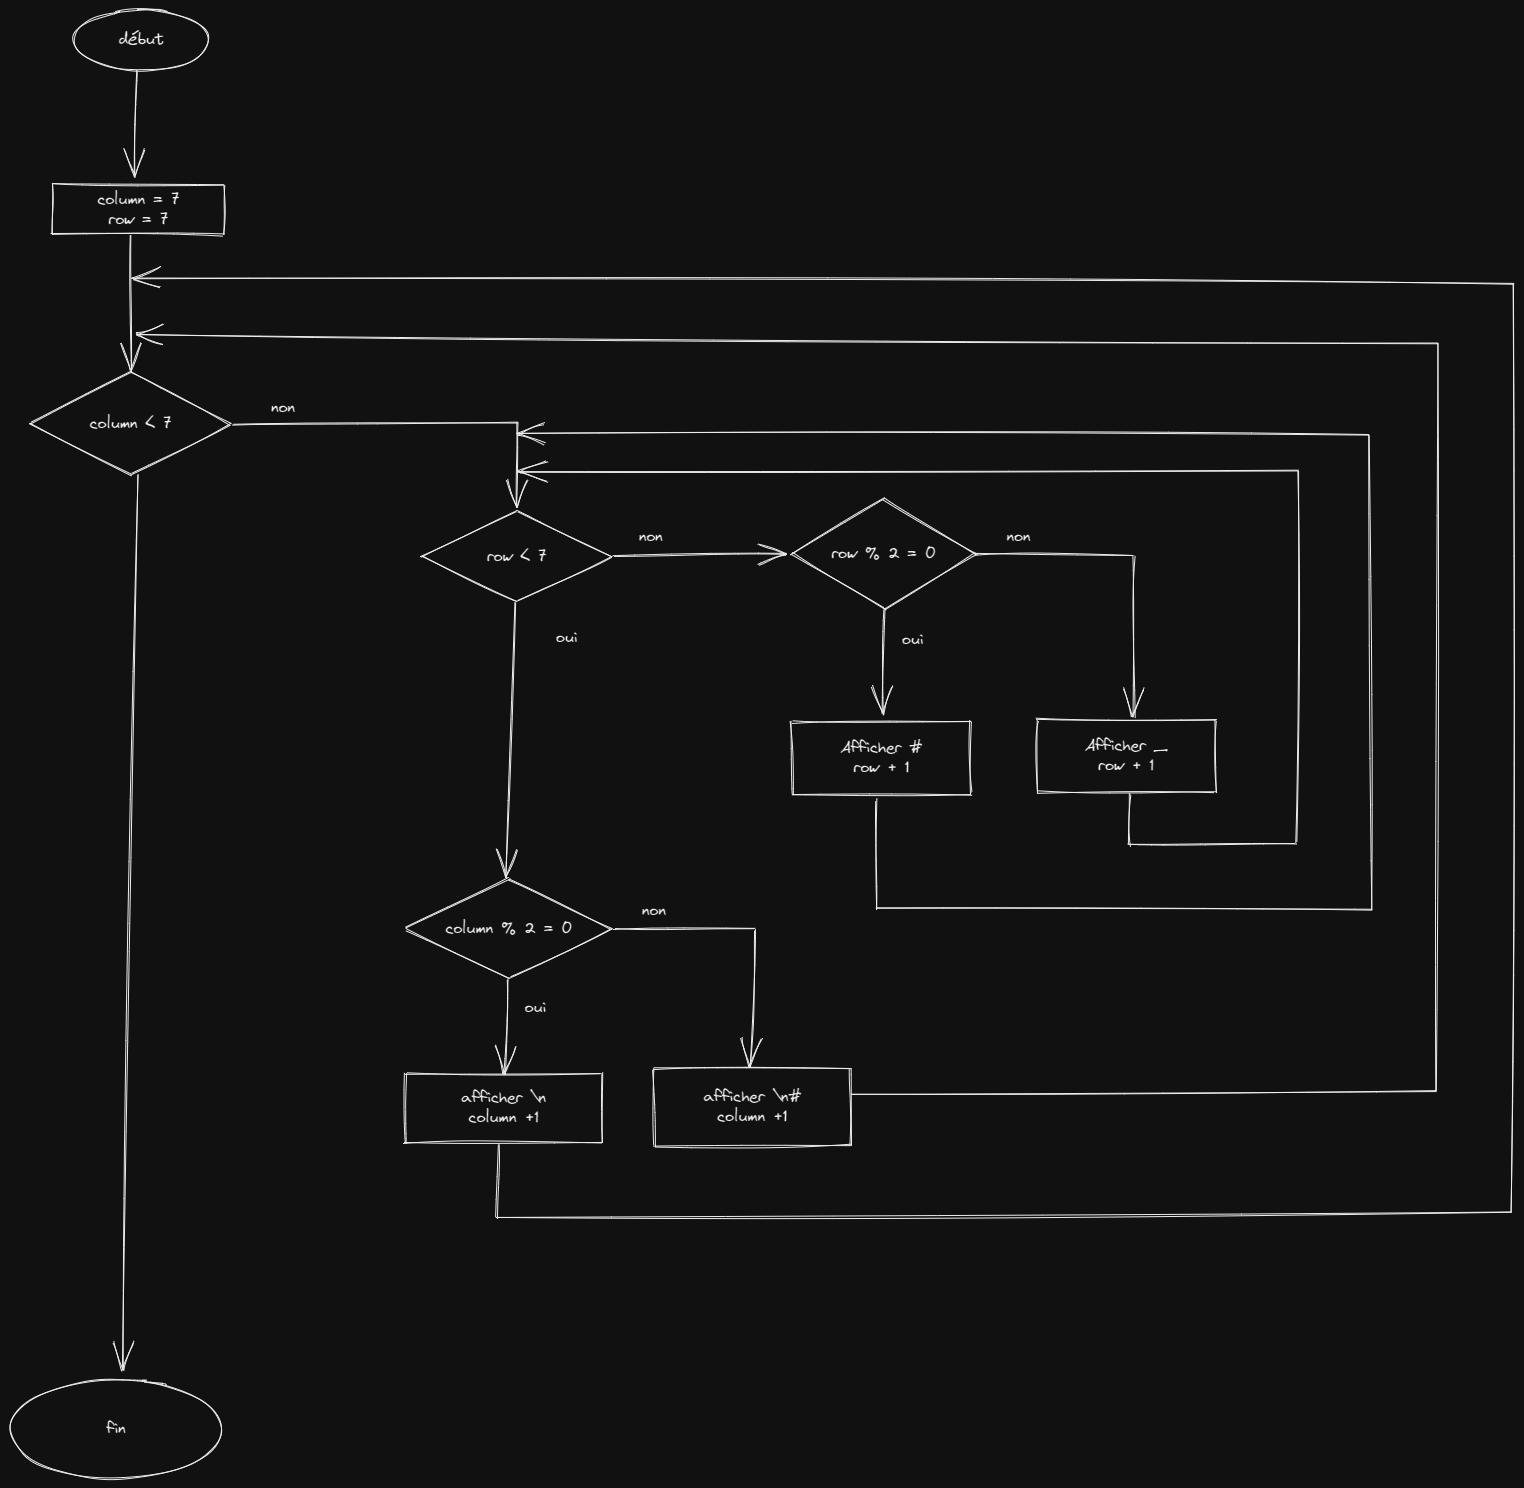 début
column = 7
row = 7
column < 7
non
row < 7
non
row % 2 = 0
non
oui
oui
Afficher #
row + 1
Afficher _
row + 1
column % 2 = 0
non
oui
afficher \n
column +1
afficher \n#
column +1
fin